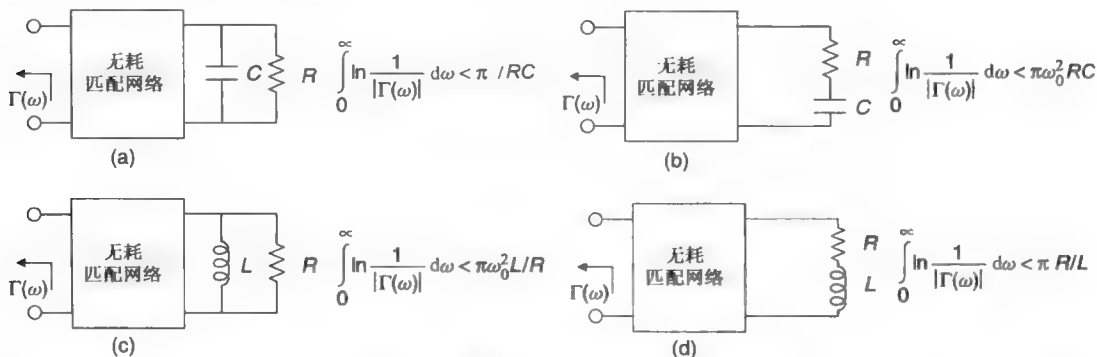 无耗
匹配网络
Γ(ω)
C
R
∫₀^∞ ln 1/|Γ(ω)| dω < π /RC
(a)
无耗
匹配网络
Γ(ω)
R
C
∫₀^∞ ln 1/|Γ(ω)| dω < πω₀²RC
(b)
无耗
匹配网络
Γ(ω)
L
R
∫₀^∞ ln 1/|Γ(ω)| dω < πω₀²L/R
(c)
无耗
匹配网络
Γ(ω)
R
L
∫₀^∞ ln 1/|Γ(ω)| dω < π R/L
(d)